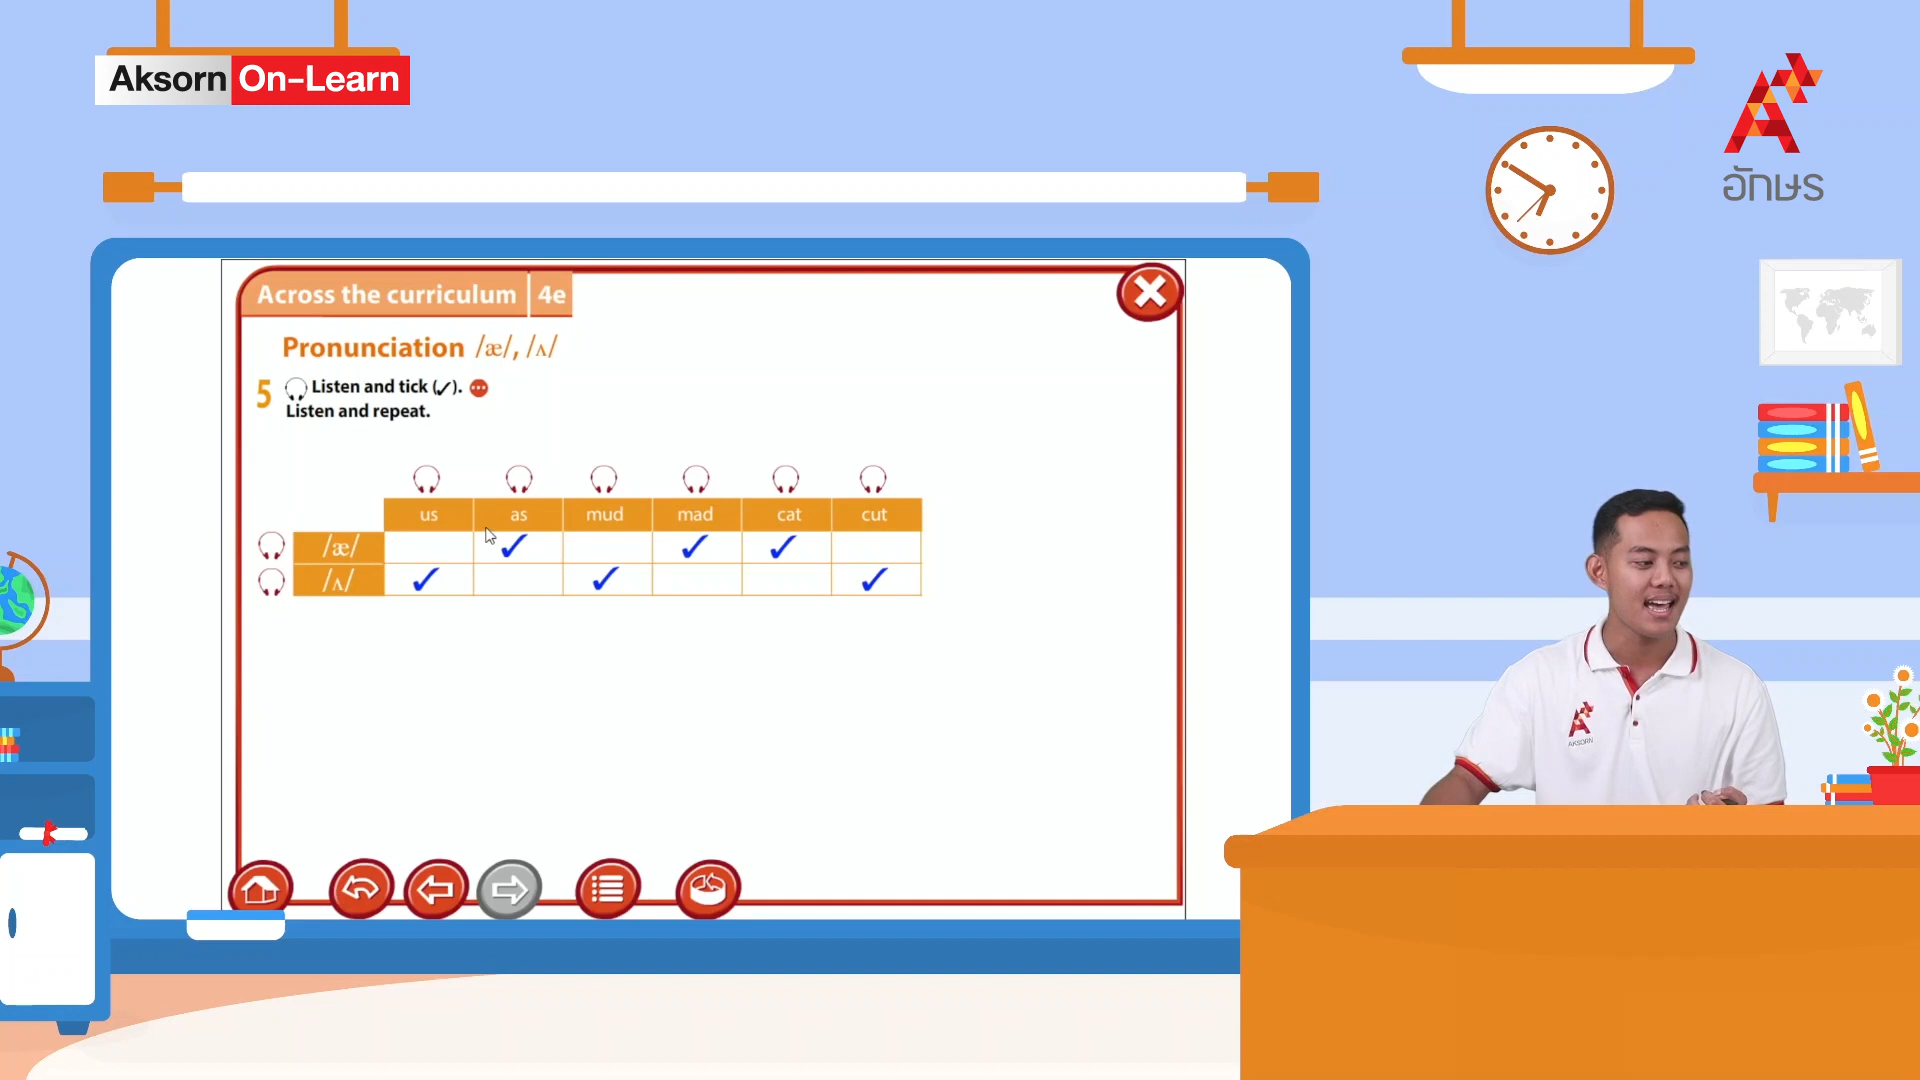 Aksorn On-Learn
อักษร
Across the curriculum 4e
Pronunciation /æ/, /ʌ/
5 Listen and tick (✓).
Listen and repeat.
us as mud mad cat cut
/æ/ ✓ ✓ ✓
/ʌ/ ✓ ✓ ✓
AKSORN